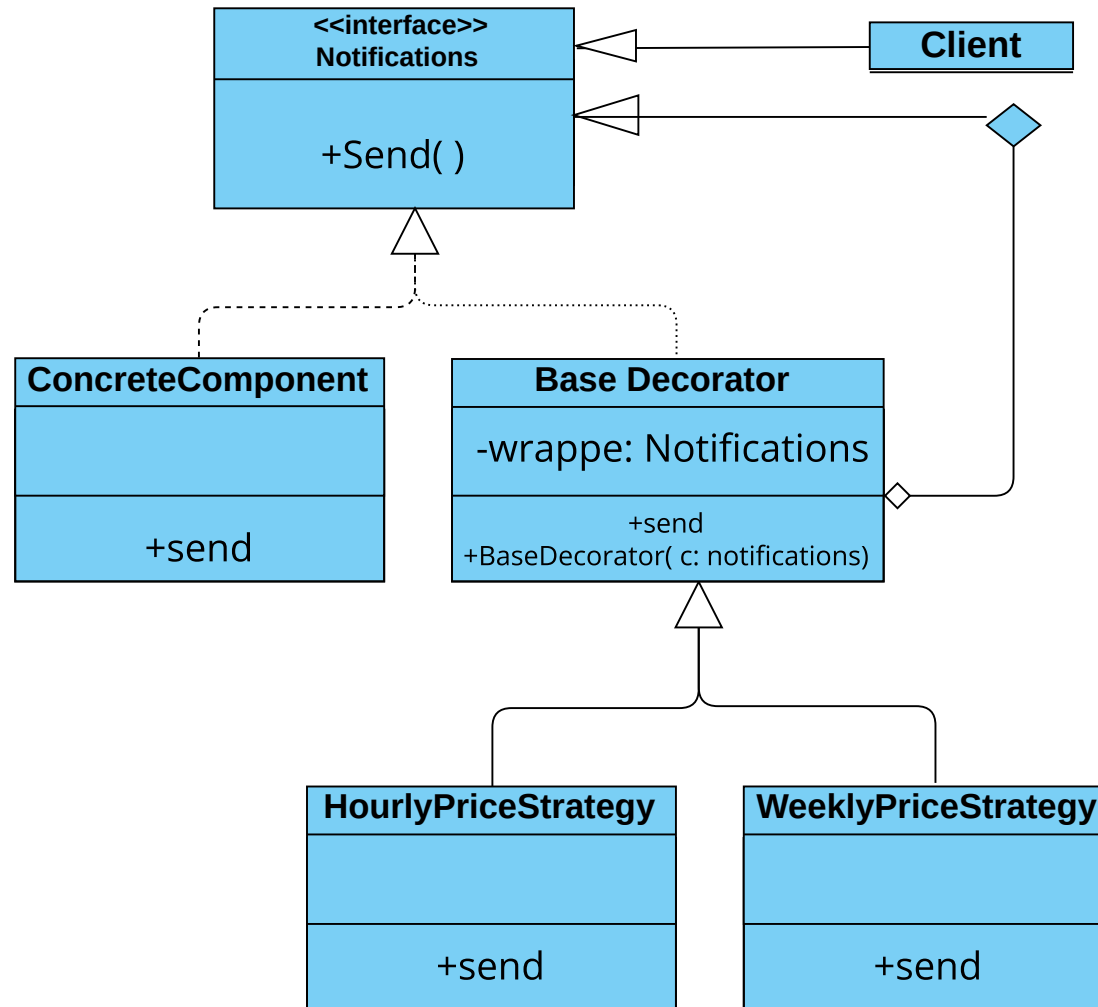 <<interface>>
Notifications
+Send( )
Client
ConcreteComponent
+send
Base Decorator
-wrappe: Notifications
+send
+BaseDecorator( c: notifications)
HourlyPriceStrategy
+send
WeeklyPriceStrategy
+send